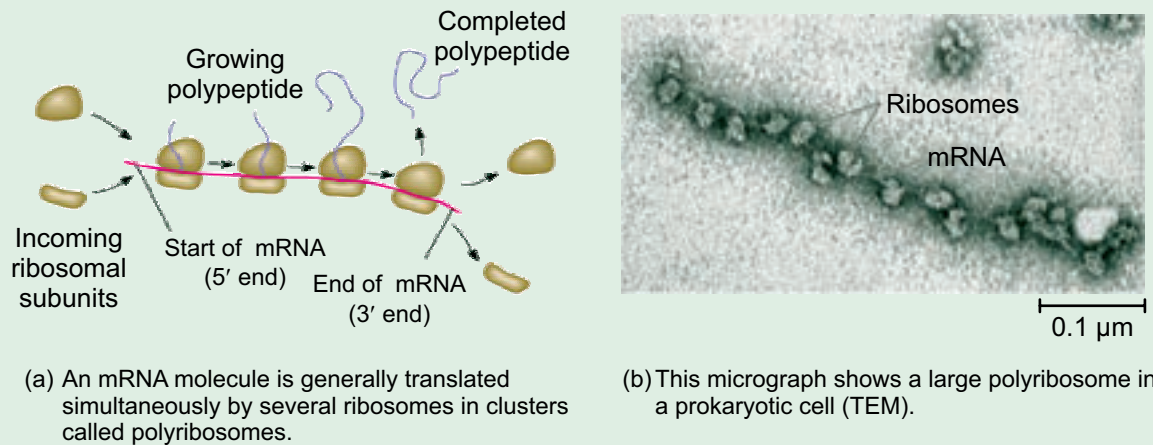 Growing
polypeptide
Completed
polypeptide
Incoming
ribosomal
subunits
Start of mRNA
(5′ end)
End of mRNA
(3′ end)
(a) An mRNA molecule is generally translated
simultaneously by several ribosomes in clusters
called polyribosomes.
Ribosomes
mRNA
0.1 µm
(b) This micrograph shows a large polyribosome in
a prokaryotic cell (TEM).